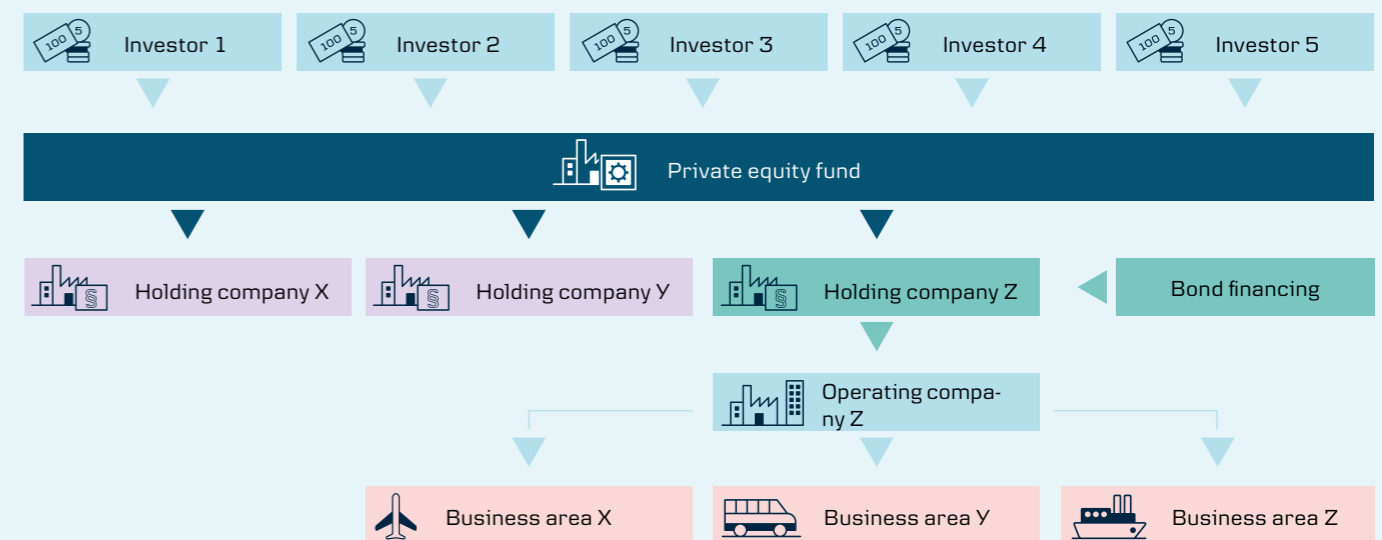 100 5 Investor 1
100 5 Investor 2
100 5 Investor 3
100 5 Investor 4
100 5 Investor 5
Private equity fund
§ Holding company X
§ Holding company Y
§ Holding company Z
Bond financing
Operating compa-
ny Z
Business area X
Business area Y
Business area Z